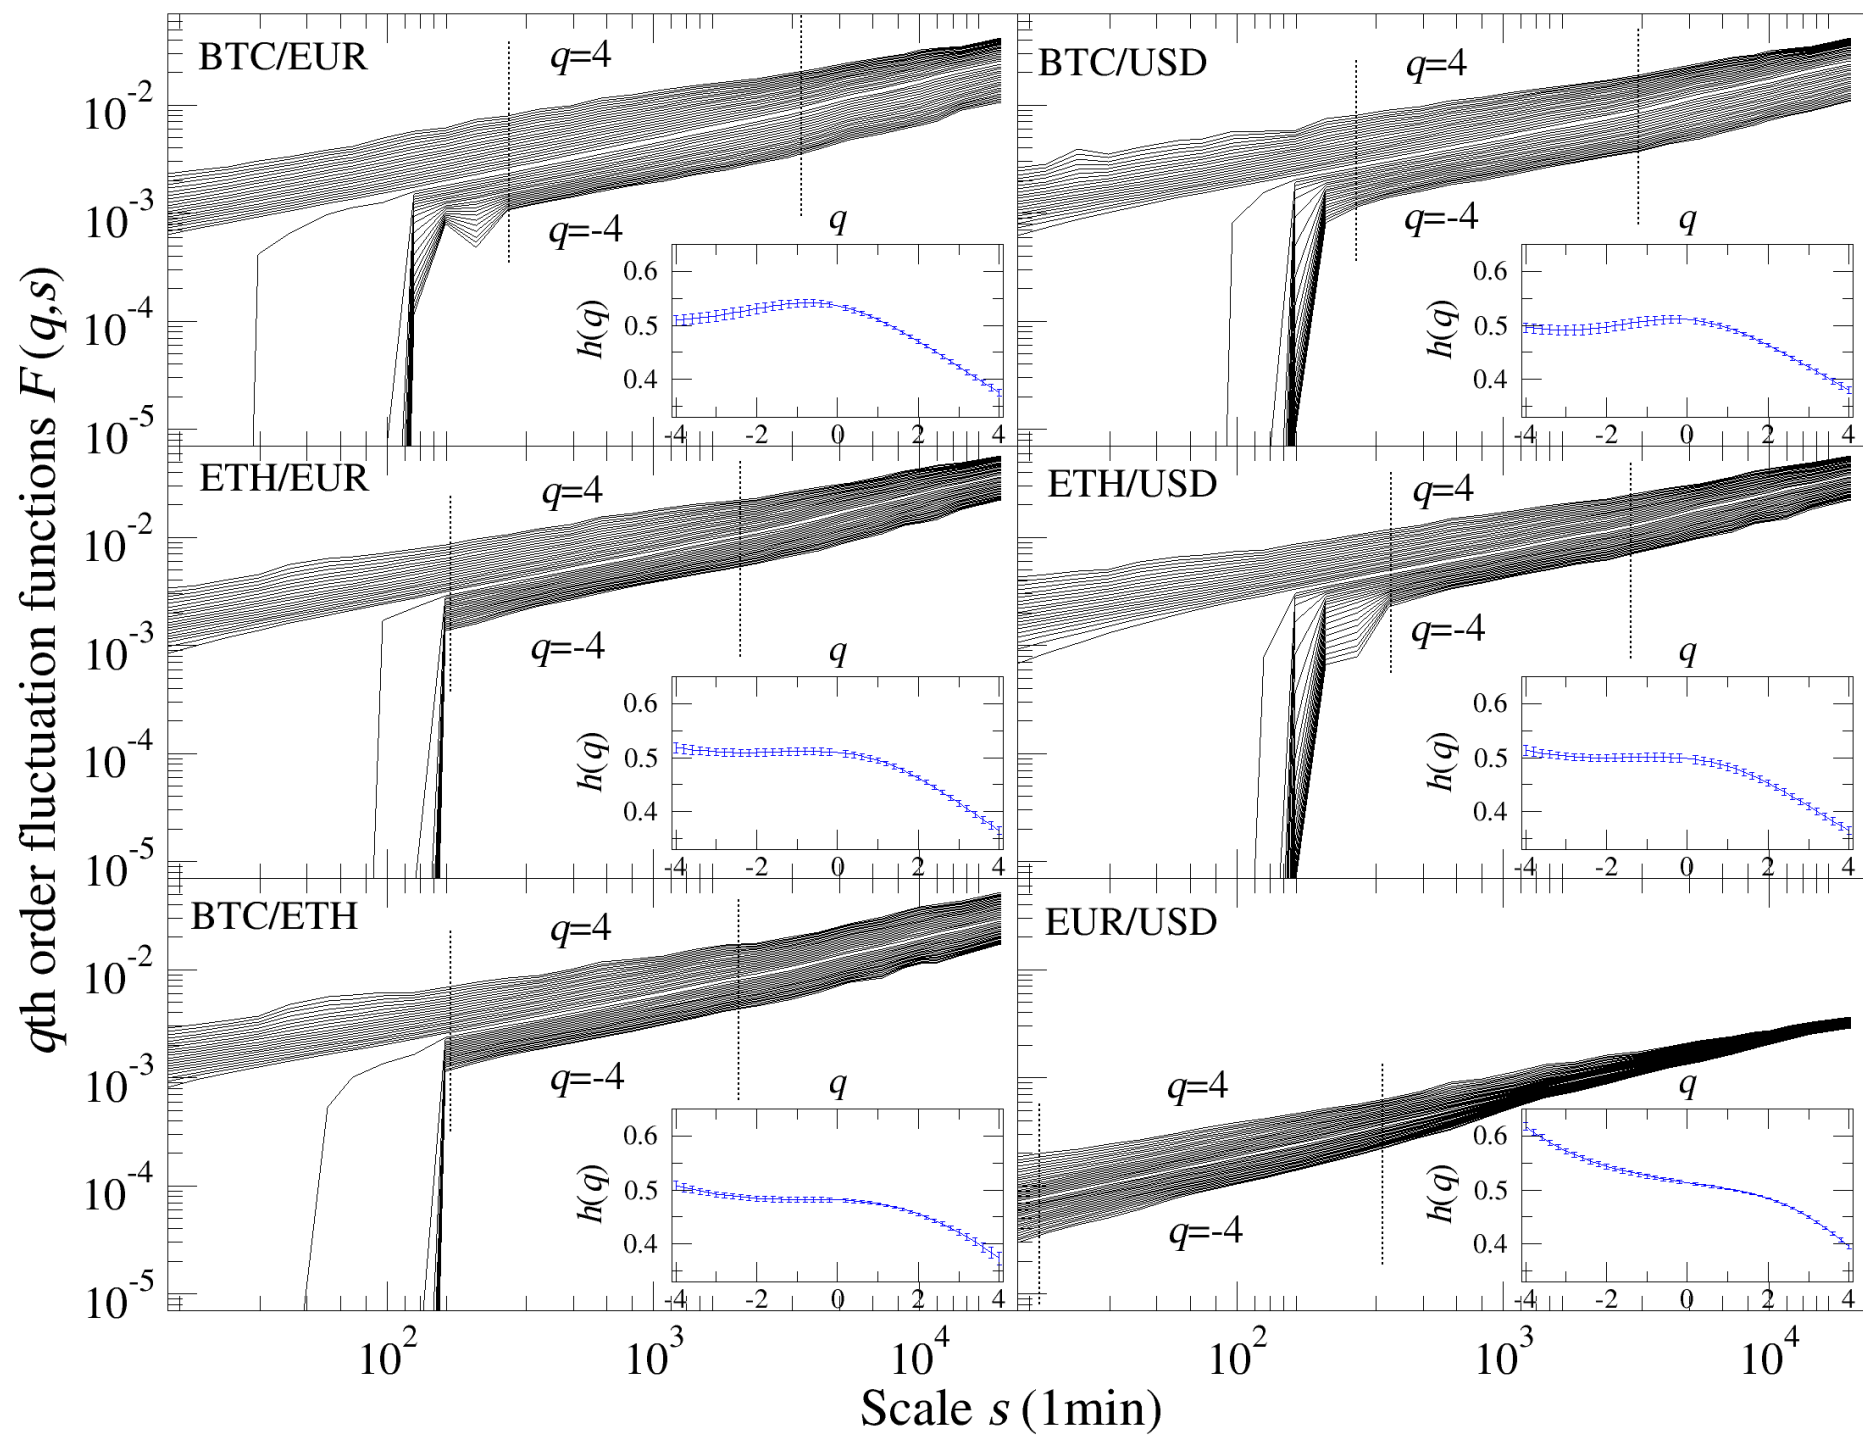 BTC/EUR
q=4
q=-4
10^-2
10^-3
10^-4
10^-5
q
h(q)
0.6
0.5
0.4
-4 -2 0 2 4
BTC/USD
q=4
q=-4
q
h(q)
0.6
0.5
0.4
-4 -2 0 2 4
ETH/EUR
q=4
q=-4
10^-2
10^-3
10^-4
10^-5
q
h(q)
0.6
0.5
0.4
-4 -2 0 2 4
ETH/USD
q=4
q=-4
q
h(q)
0.6
0.5
0.4
-4 -2 0 2 4
BTC/ETH
q=4
q=-4
10^-2
10^-3
10^-4
10^-5
q
h(q)
0.6
0.5
0.4
-4 -2 0 2 4
EUR/USD
q=4
q=-4
q
h(q)
0.6
0.5
0.4
-4 -2 0 2 4
10^2 10^3 10^4 10^2 10^3 10^4
Scale s (1min)
qth order fluctuation functions F(q,s)